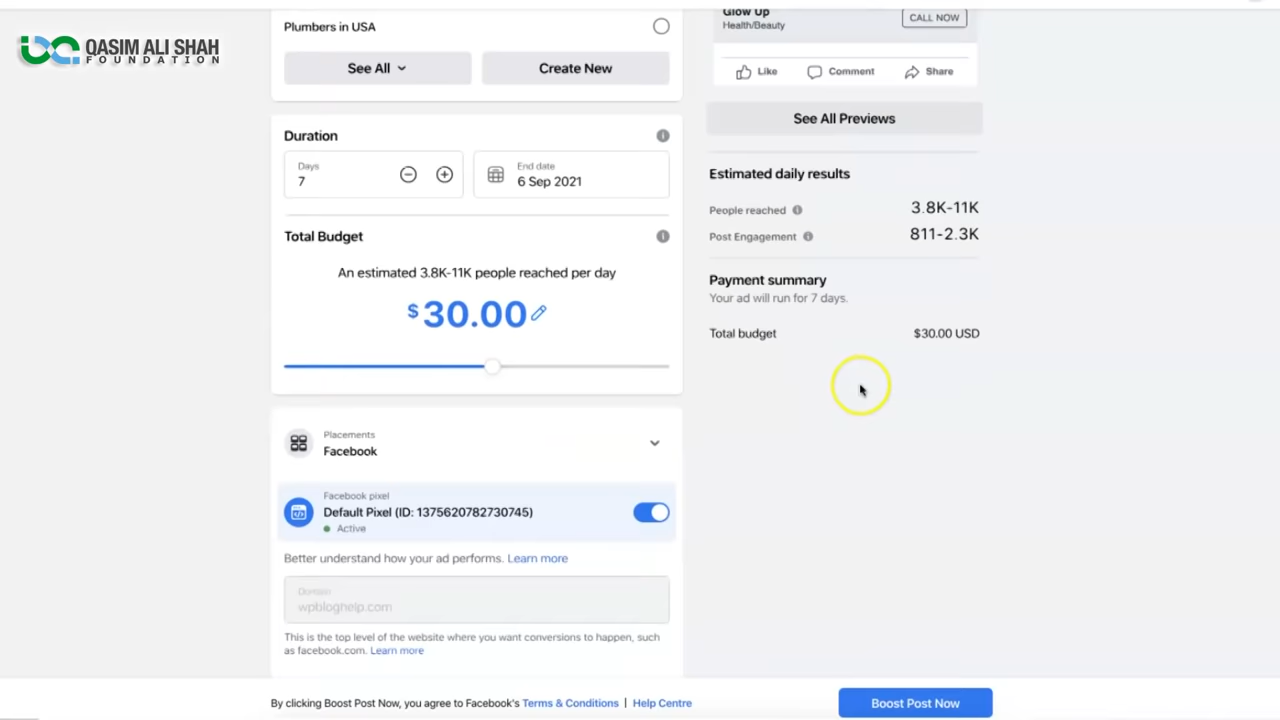 QASIM ALI SHAH
FOUNDATION
Plumbers in USA
See All
Create New
Duration
Days
7
End date
6 Sep 2021
Total Budget
An estimated 3.8K-11K people reached per day
$30.00
Placements
Facebook
Facebook pixel
Default Pixel (ID: 1375620782730745)
Active
Better understand how your ad performs. Learn more
Domain
wpbloghelp.com
This is the top level of the website where you want conversions to happen, such
as facebook.com. Learn more
Glow Up
Health/Beauty
CALL NOW
Like Comment Share
See All Previews
Estimated daily results
People reached 3.8K-11K
Post Engagement 811-2.3K
Payment summary
Your ad will run for 7 days.
Total budget $30.00 USD
By clicking Boost Post Now, you agree to Facebook's Terms & Conditions | Help Centre
Boost Post Now